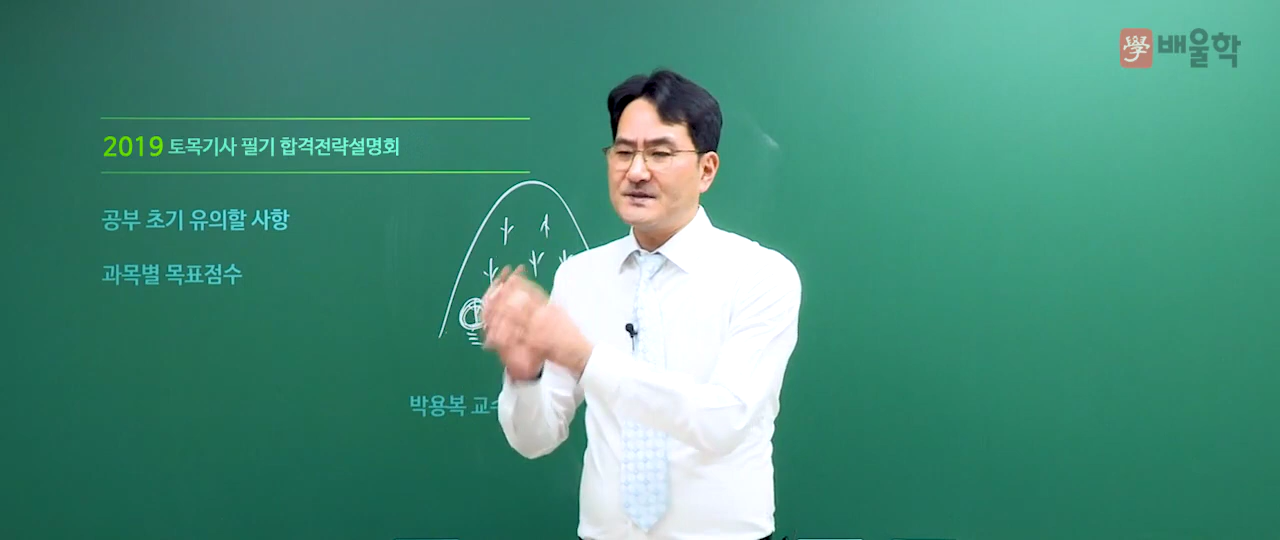 學 배울학
2019 토목기사 필기 합격전략설명회
공부 초기 유의할 사항
과목별 목표점수
박용복 교수